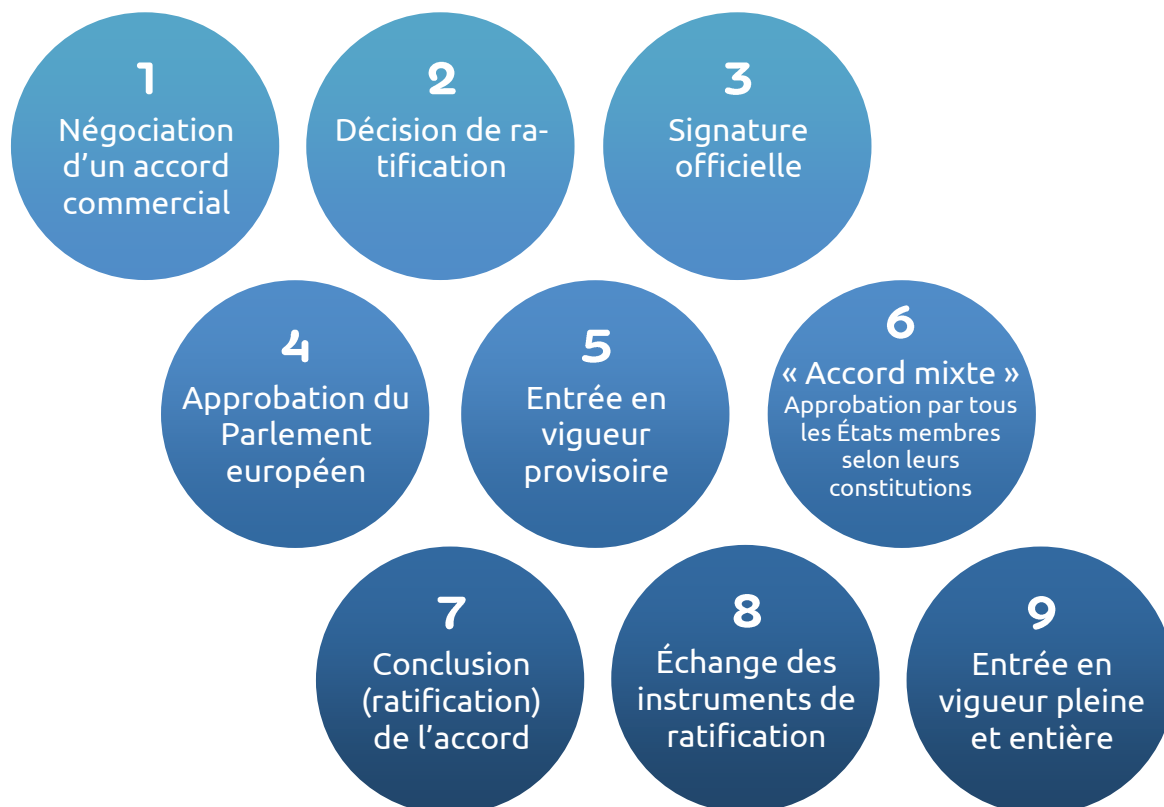 1
Négociation
d'un accord
commercial
2
Décision de ra-
tification
3
Signature
officielle
4
Approbation du
Parlement
européen
5
Entrée en
vigueur
provisoire
6
« Accord mixte »
Approbation par tous
les États membres
selon leurs
constitutions
7
Conclusion
(ratification)
de l'accord
8
Échange des
instruments de
ratification
9
Entrée en
vigueur pleine
et entière